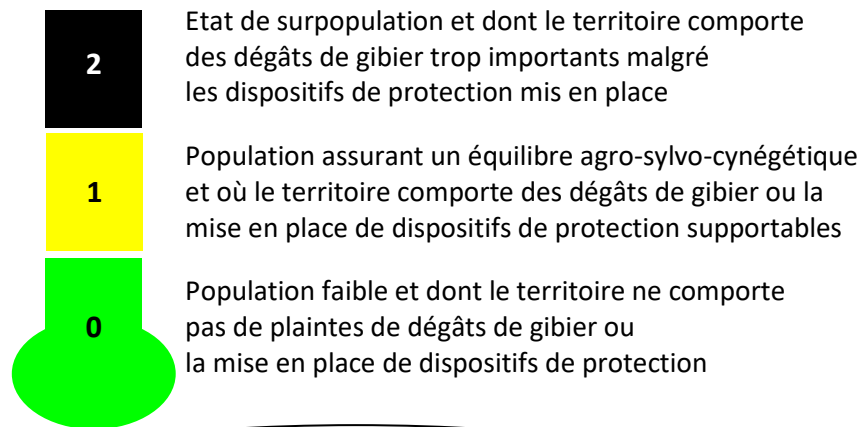 2
Etat de surpopulation et dont le territoire comporte
des dégâts de gibier trop importants malgré
les dispositifs de protection mis en place
1
Population assurant un équilibre agro-sylvo-cynégétique
et où le territoire comporte des dégâts de gibier ou la
mise en place de dispositifs de protection supportables
0
Population faible et dont le territoire ne comporte
pas de plaintes de dégâts de gibier ou
la mise en place de dispositifs de protection